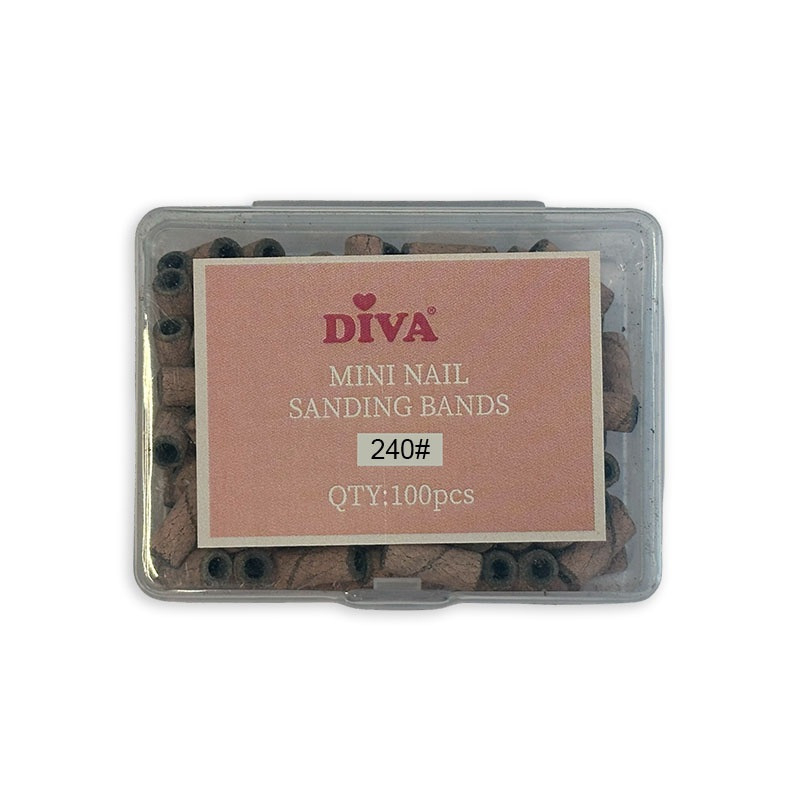 DIVA®
MINI NAIL
SANDING BANDS
240#
QTY:100pcs